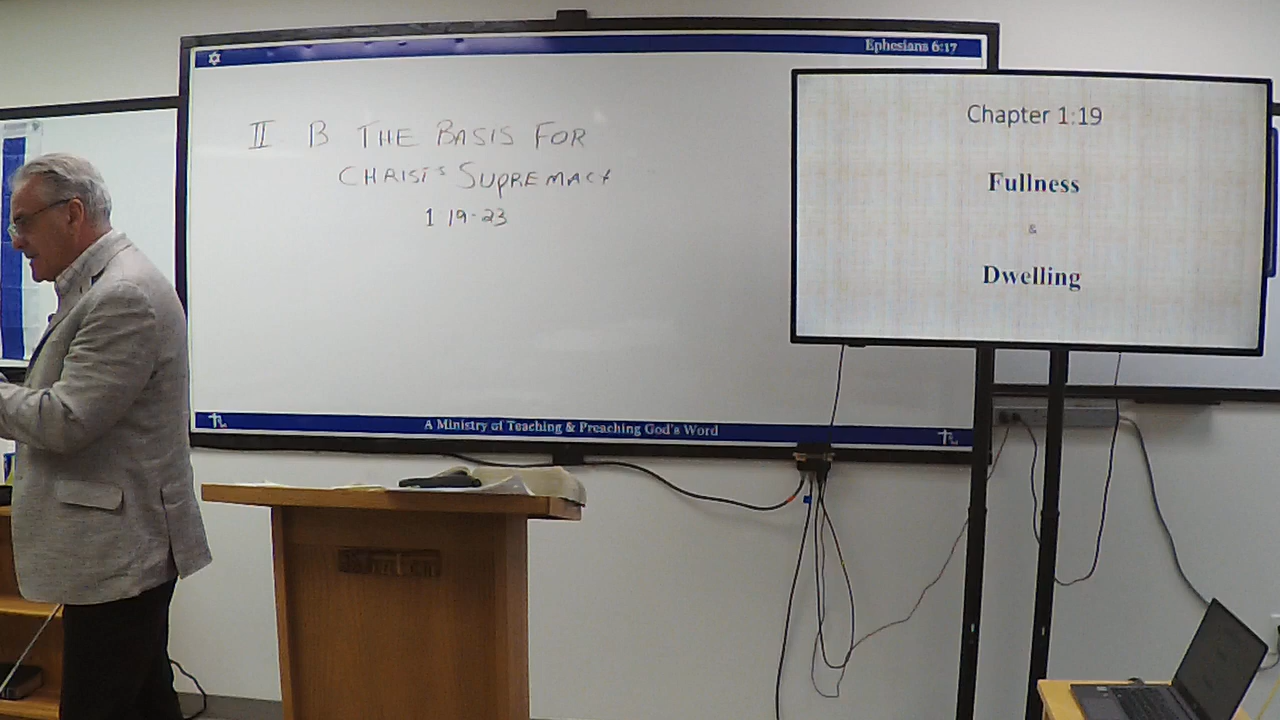 Ephesians 6:17
II B THE BASIS FOR
CHRIST'S SUPREMACY
1 19-23
A Ministry of Teaching & Preaching God's Word
Chapter 1:19
Fullness
&
Dwelling